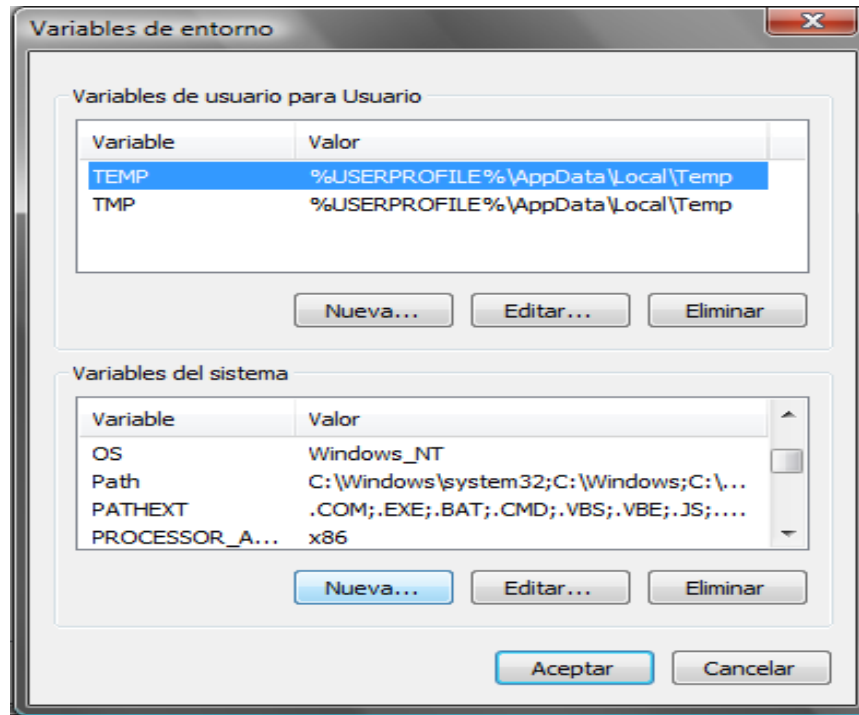 Variables de entorno
Variables de usuario para Usuario
Variable Valor
TEMP %USERPROFILE%\AppData\Local\Temp
TMP %USERPROFILE%\AppData\Local\Temp
Nueva... Editar... Eliminar
Variables del sistema
Variable Valor
OS Windows_NT
Path C:\Windows\system32;C:\Windows;C:\...
PATHEXT .COM;.EXE;.BAT;.CMD;.VBS;.VBE;.JS;....
PROCESSOR_A... x86
Nueva... Editar... Eliminar
Aceptar Cancelar